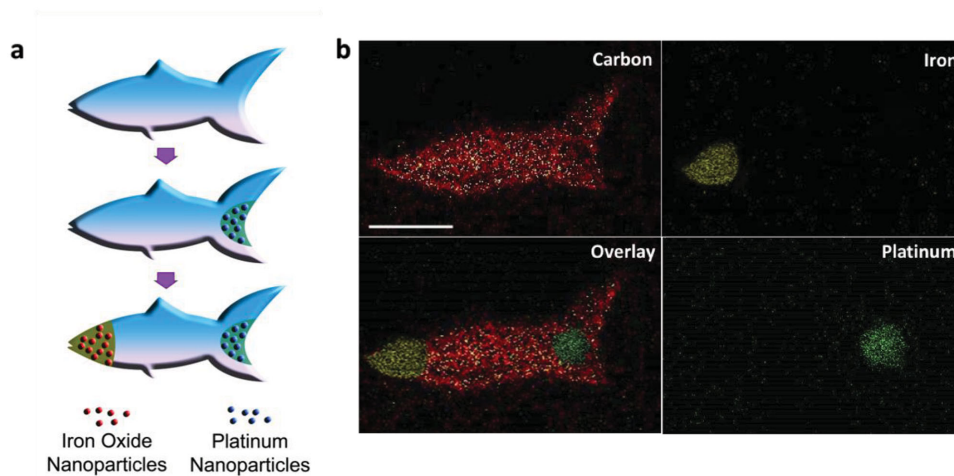 a
Iron Oxide
Nanoparticles
Platinum
Nanoparticles
b
Carbon
Iron
Overlay
Platinum